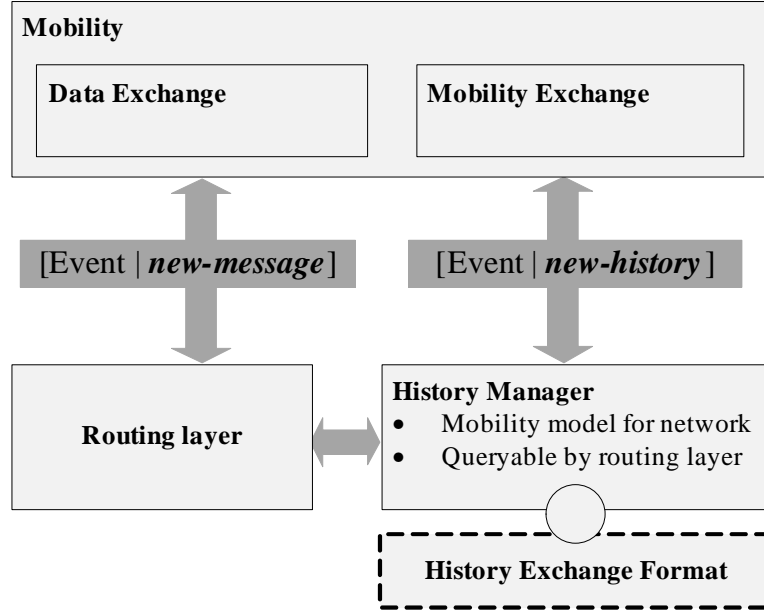 Mobility
Data Exchange
Mobility Exchange
[Event | new-message]
[Event | new-history]
Routing layer
History Manager
• Mobility model for network
• Queryable by routing layer
History Exchange Format